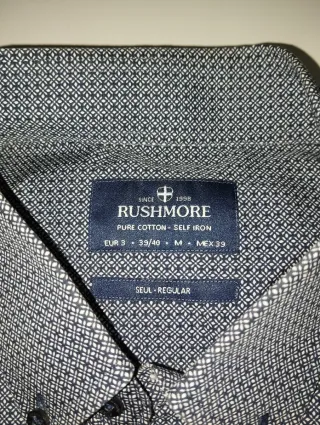 SINCE 1998
RUSHMORE
PURE COTTON - SELF IRON
EUR 3 • 39/40 • M • MEX 39
SEUL - REGULAR